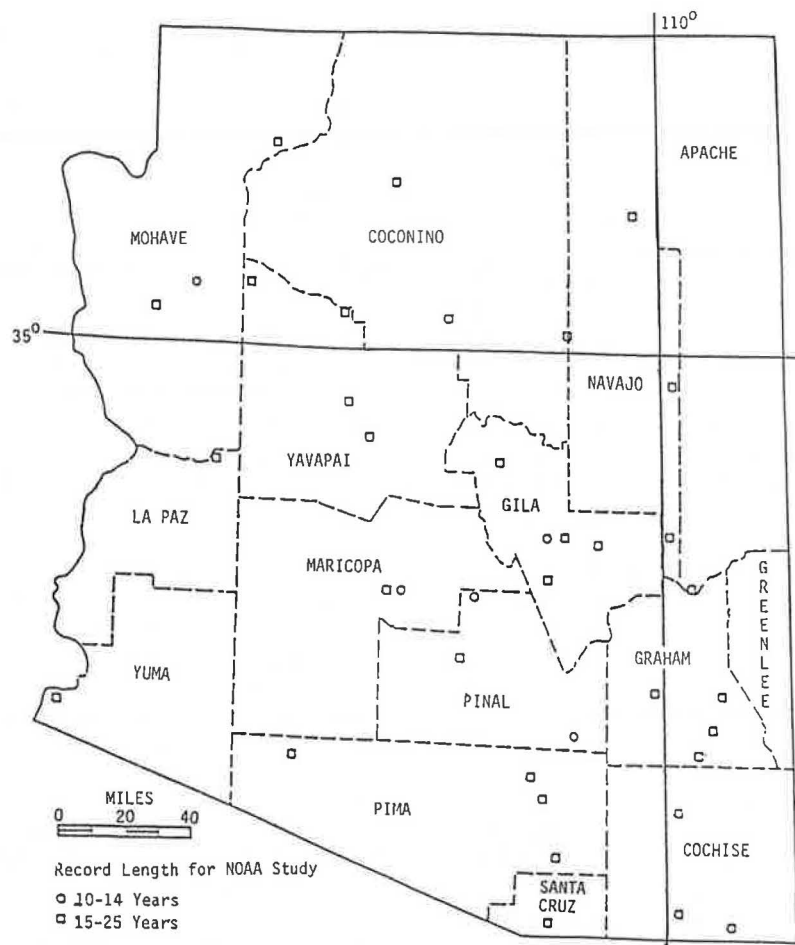 110°
APACHE
MOHAVE
COCONINO
35°
NAVAJO
YAVAPAI
GILA
LA PAZ
MARICOPA
GREENLEE
GRAHAM
YUMA
PINAL
MILES
0 20 40
PIMA
COCHISE
Record Length for NOAA Study
SANTA
CRUZ
10-14 Years
15-25 Years